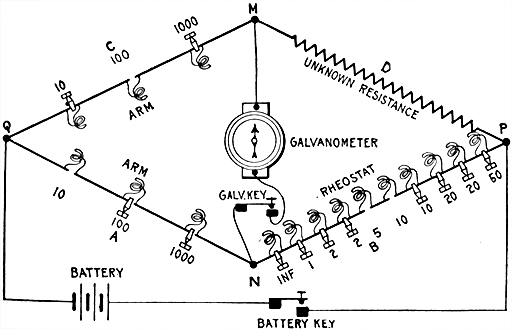 M
1000
C
100
10
ARM
D
UNKNOWN RESISTANCE
Q
P
GALVANOMETER
ARM
RHEOSTAT
GALV. KEY
10
100
A
1000
N
INF
1
2
2
5
B
10
10
20
20
50
BATTERY
BATTERY KEY